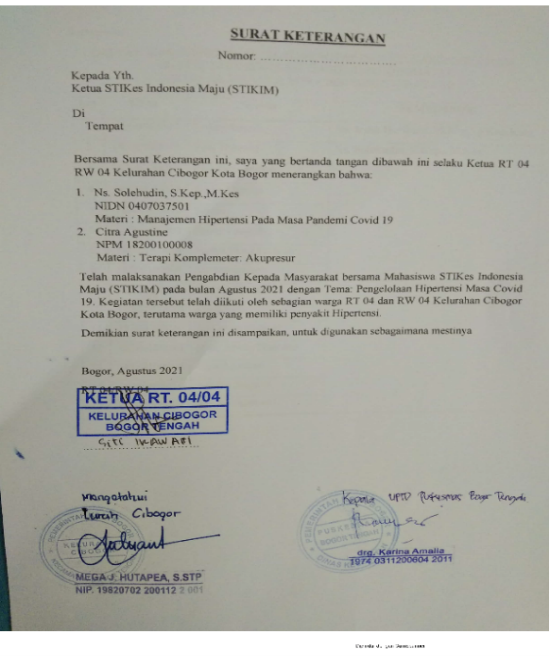 SURAT KETERANGAN
Nomor: ................................
Kepada Yth.
Ketua STIKes Indonesia Maju (STIKIM)
Di
Tempat
Bersama Surat Keterangan ini, saya yang bertanda tangan dibawah ini selaku Ketua RT 04
RW 04 Kelurahan Cibogor Kota Bogor menerangkan bahwa:
1. Ns. Solehudin, S.Kep.,M.Kes
NIDN 0407037501
Materi : Manajemen Hipertensi Pada Masa Pandemi Covid 19
2. Citra Agustine
NPM 18200100008
Materi : Terapi Komplemeter: Akupresur
Telah malaksanakan Pengabdian Kepada Masyarakat bersama Mahasiswa STIKes Indonesia
Maju (STIKIM) pada bulan Agustus 2021 dengan Tema: Pengelolaan Hipertensi Masa Covid
19. Kegiatan tersebut telah diikuti oleh sebagian warga RT 04 dan RW 04 Kelurahan Cibogor
Kota Bogor, terutama warga yang memiliki penyakit Hipertensi.
Demikian surat keterangan ini disampaikan, untuk digunakan sebagaimana mestinya
Bogor, Agustus 2021
RT 04 RW 04
KETUA RT. 04/04
KELURAHAN CIBOGOR
BOGOR TENGAH
Mengetahui
Lurah Cibogor
MEGA J. HUTAPEA, S.STP
NIP. 19820702 200112 2 001
Kepala UPTD Puskesmas Bogor Tengah
drg. Karina Amalia
1974 0311200604 2011